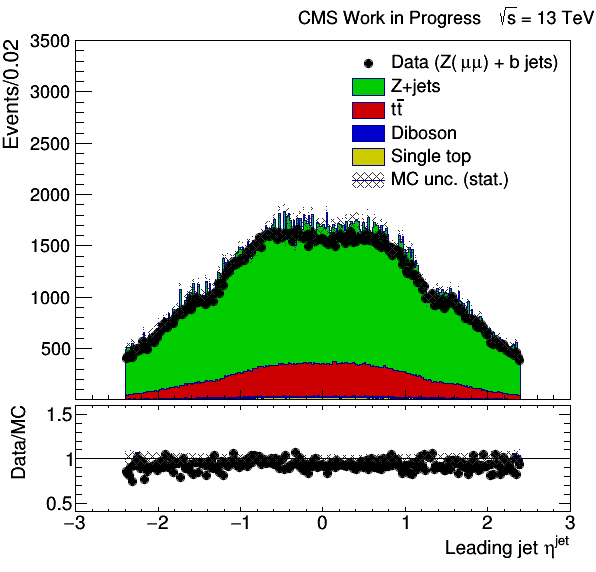 CMS Work in Progress √s = 13 TeV
Events/0.02
3500
3000
2500
2000
1500
1000
500
Data (Z(μμ) + b jets)
Z+jets
tt̄
Diboson
Single top
MC unc. (stat.)
Data/MC
1.5
1
0.5
−3 −2 −1 0 1 2 3
Leading jet η^jet